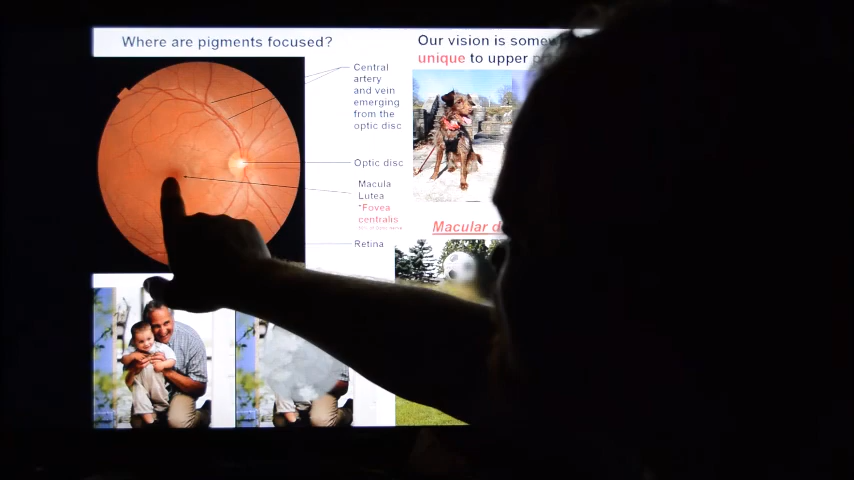 Where are pigments focused?
Our vision is
unique to upper
Central
artery
and vein
emerging
from the
optic disc
Optic disc
Macula
Lutea
*Fovea
centralis
Retina
Macular